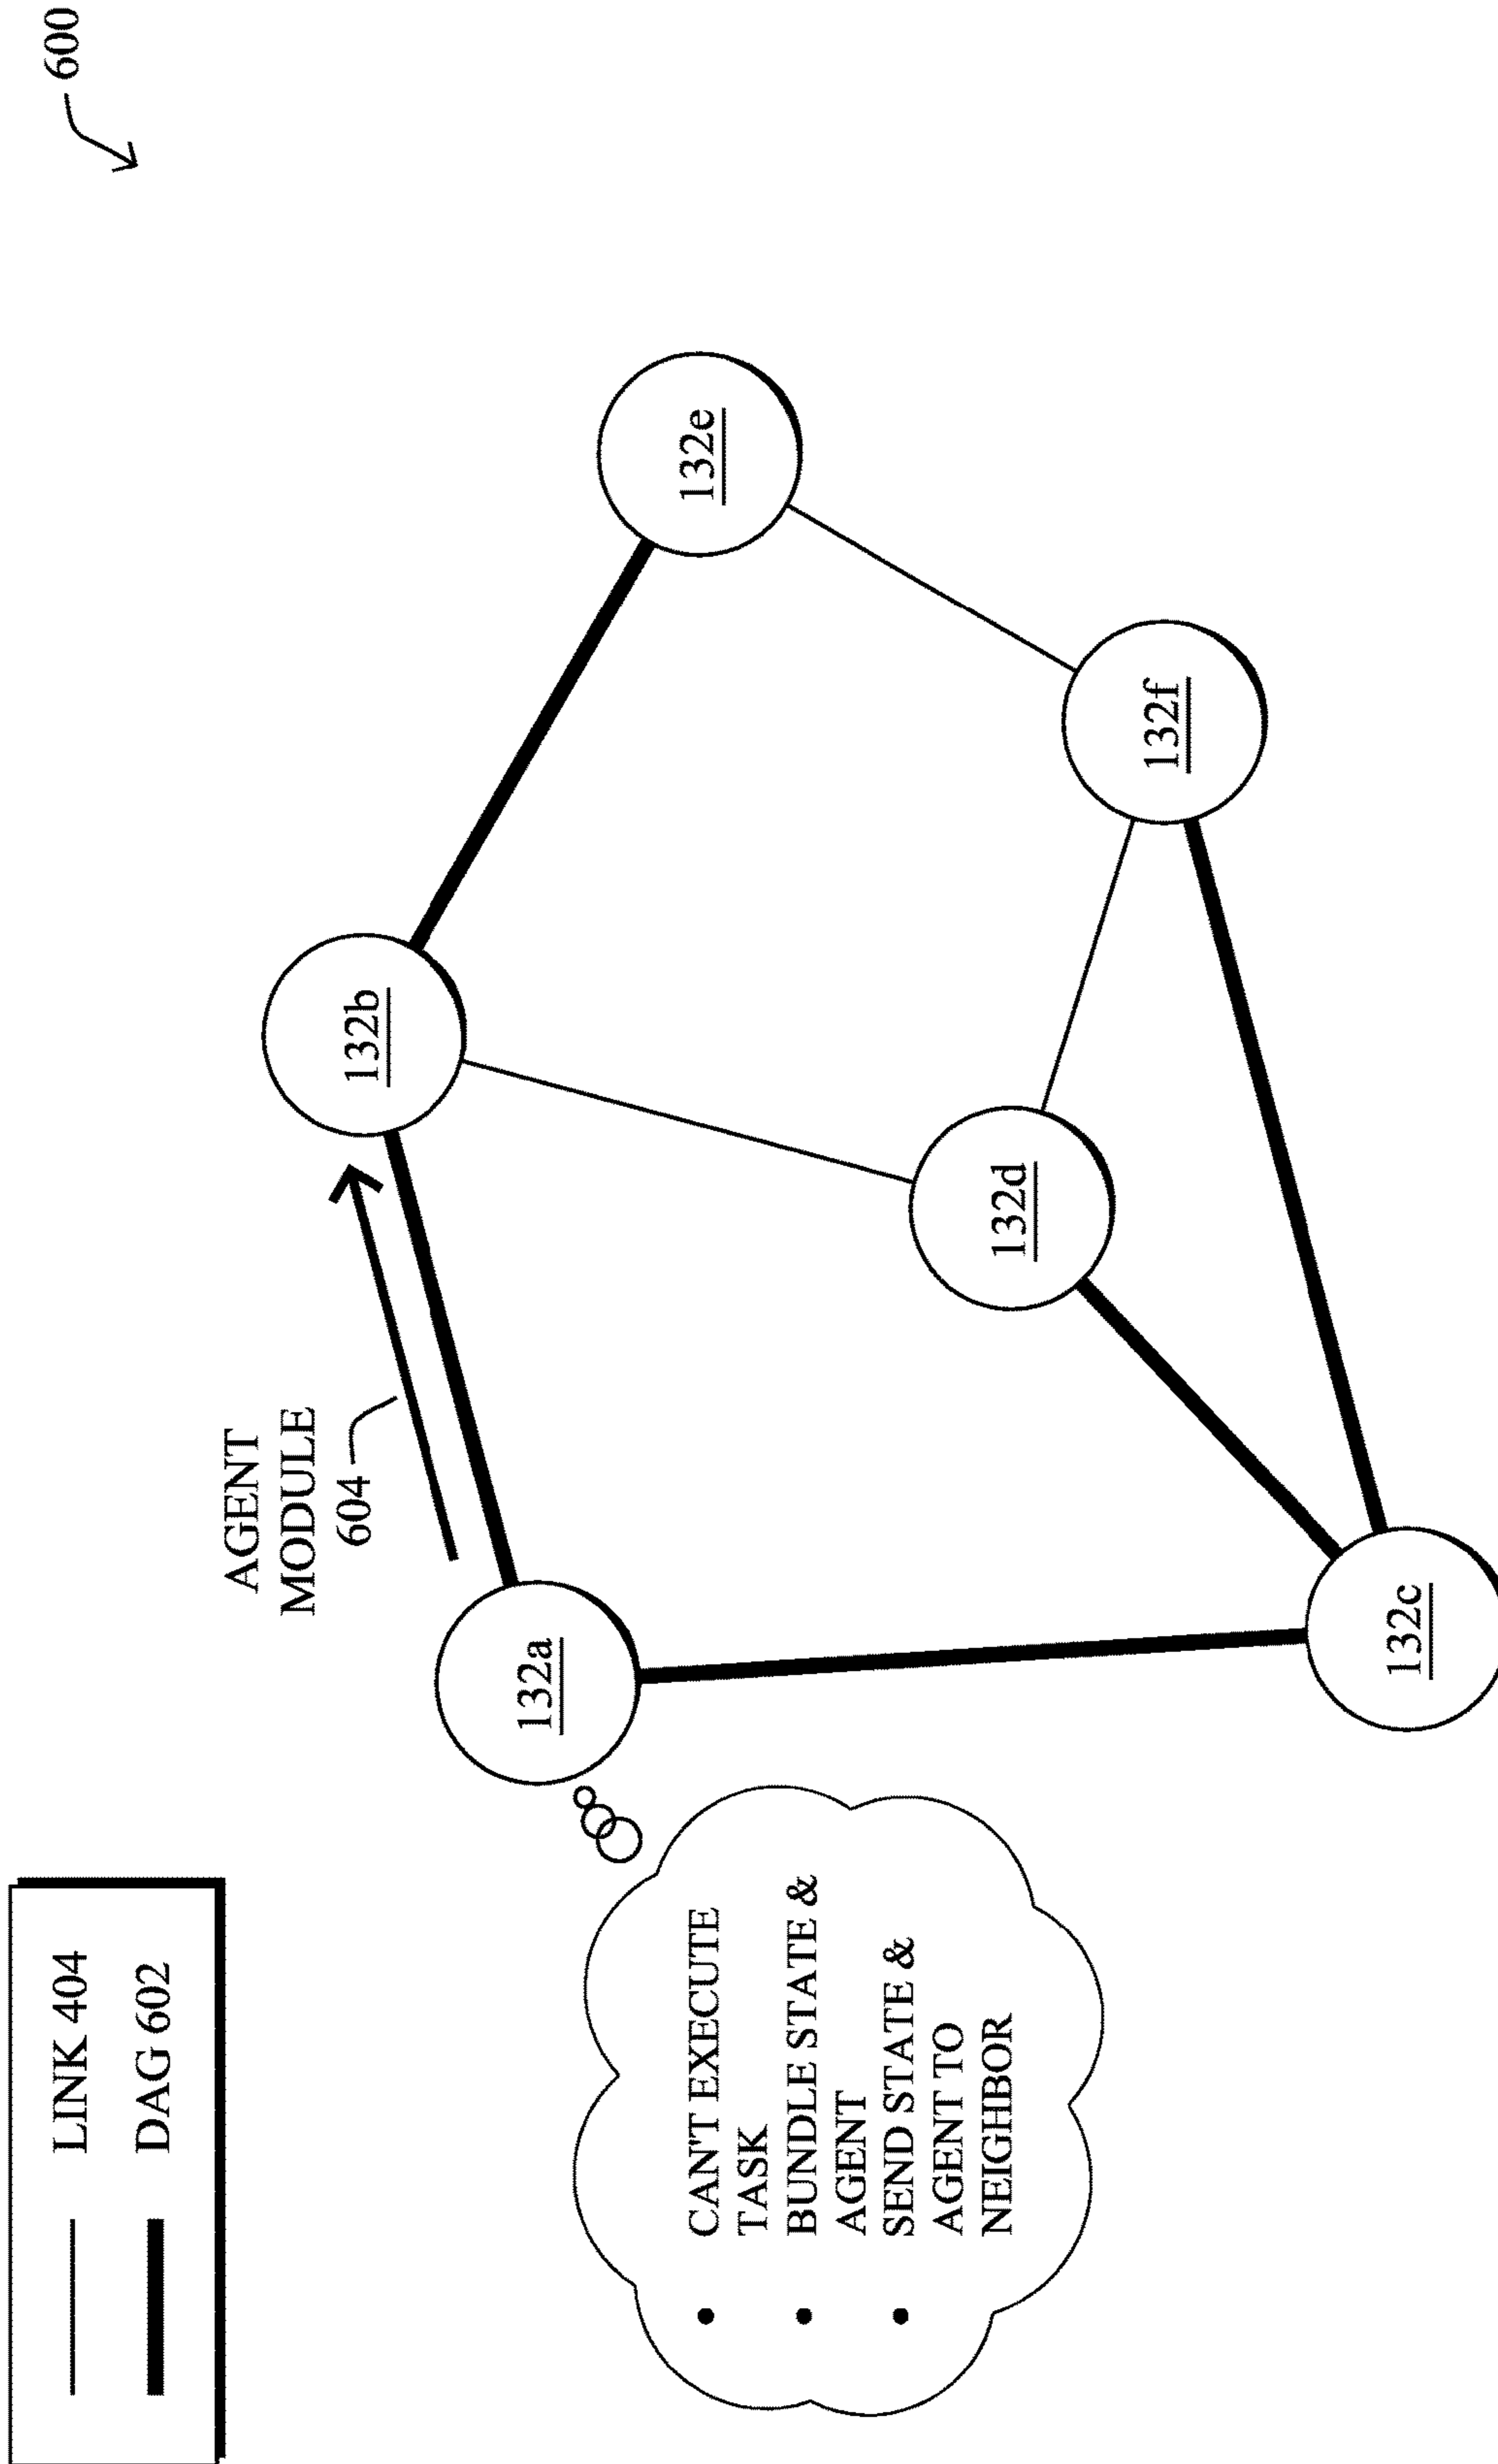 LINK 404
DAG 602
600
AGENT
MODULE
604
132b
132e
132a
132d
132f
132c
• CAN'T EXECUTE
TASK
• BUNDLE STATE &
AGENT
• SEND STATE &
AGENT TO
NEIGHBOR